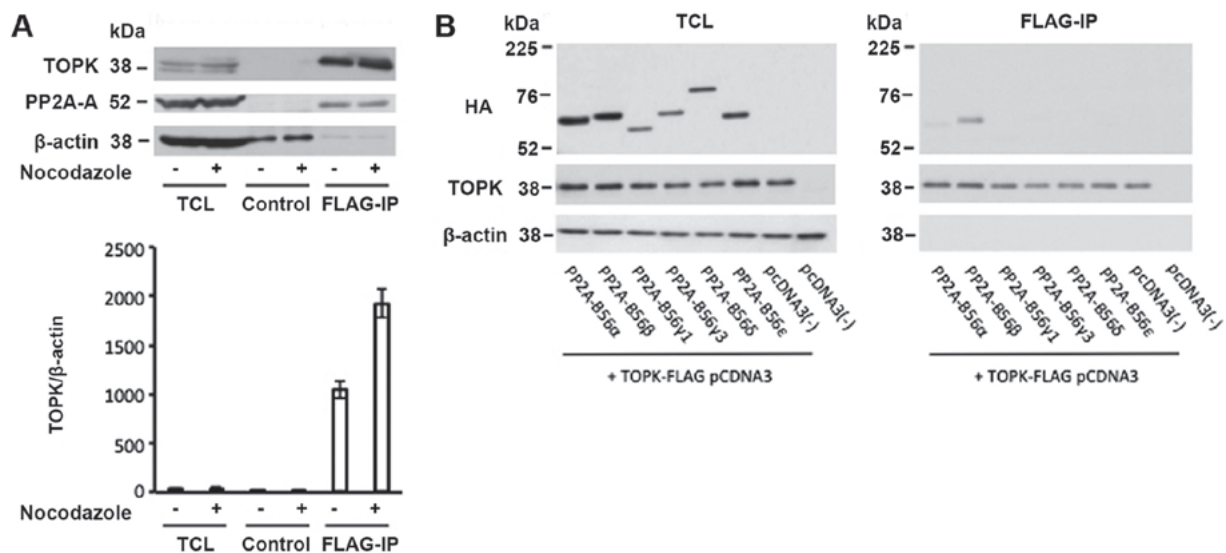 A
kDa
TOPK 38
PP2A-A 52
β-actin 38
Nocodazole - + - + - +
TCL Control FLAG-IP
TOPK/β-actin
2500
2000
1500
1000
500
0
Nocodazole - + - + - +
TCL Control FLAG-IP
B
kDa TCL
225
HA 76
52
TOPK 38
β-actin 38
PP2A-B56α
PP2A-B56β
PP2A-B56γ1
PP2A-B56γ3
PP2A-B56δ
PP2A-B56ε
pcDNA3(-)
pcDNA3(-)
+ TOPK-FLAG pCDNA3
kDa FLAG-IP
225
76
52
38
38
PP2A-B56α
PP2A-B56β
PP2A-B56γ1
PP2A-B56γ3
PP2A-B56δ
PP2A-B56ε
pcDNA3(-)
pcDNA3(-)
+ TOPK-FLAG pCDNA3